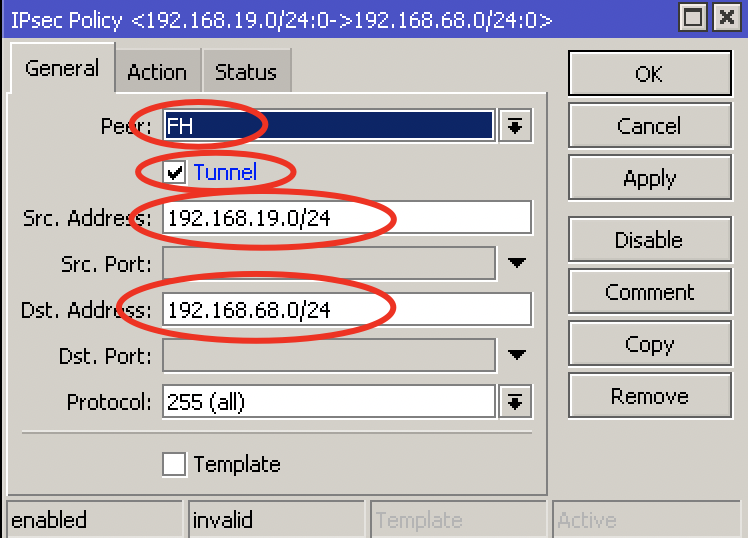 IPsec Policy <192.168.19.0/24:0->192.168.68.0/24:0>
General Action Status
Peer: FH
Tunnel
Src. Address: 192.168.19.0/24
Src. Port:
Dst. Address: 192.168.68.0/24
Dst. Port:
Protocol: 255 (all)
Template
OK
Cancel
Apply
Disable
Comment
Copy
Remove
enabled invalid Template Active